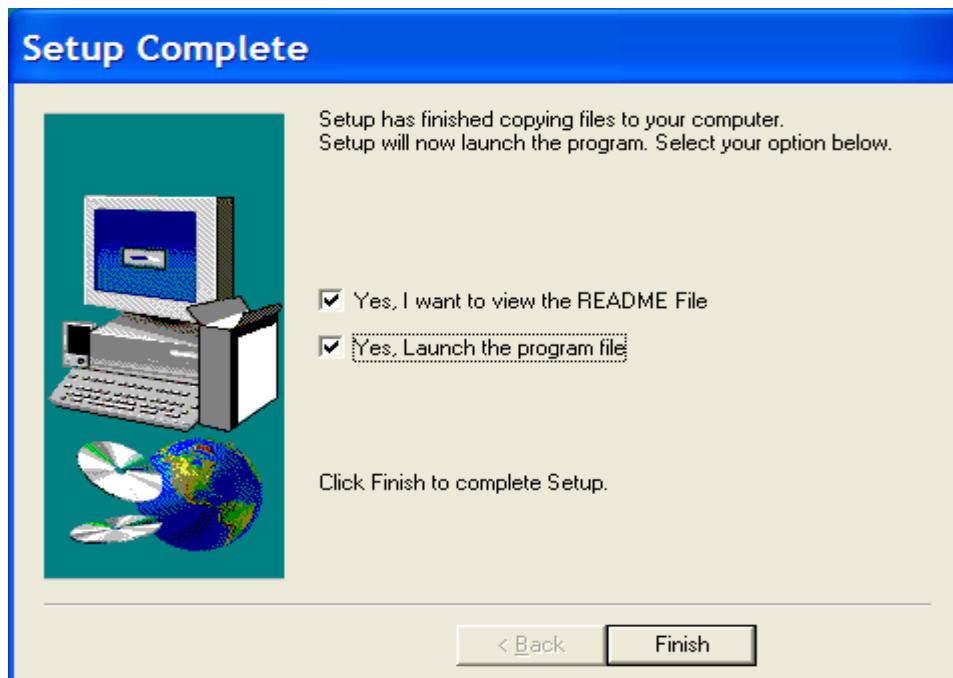 Setup Complete
Setup has finished copying files to your computer.
Setup will now launch the program. Select your option below.
Yes, I want to view the README File
Yes, Launch the program file
Click Finish to complete Setup.
< Back
Finish